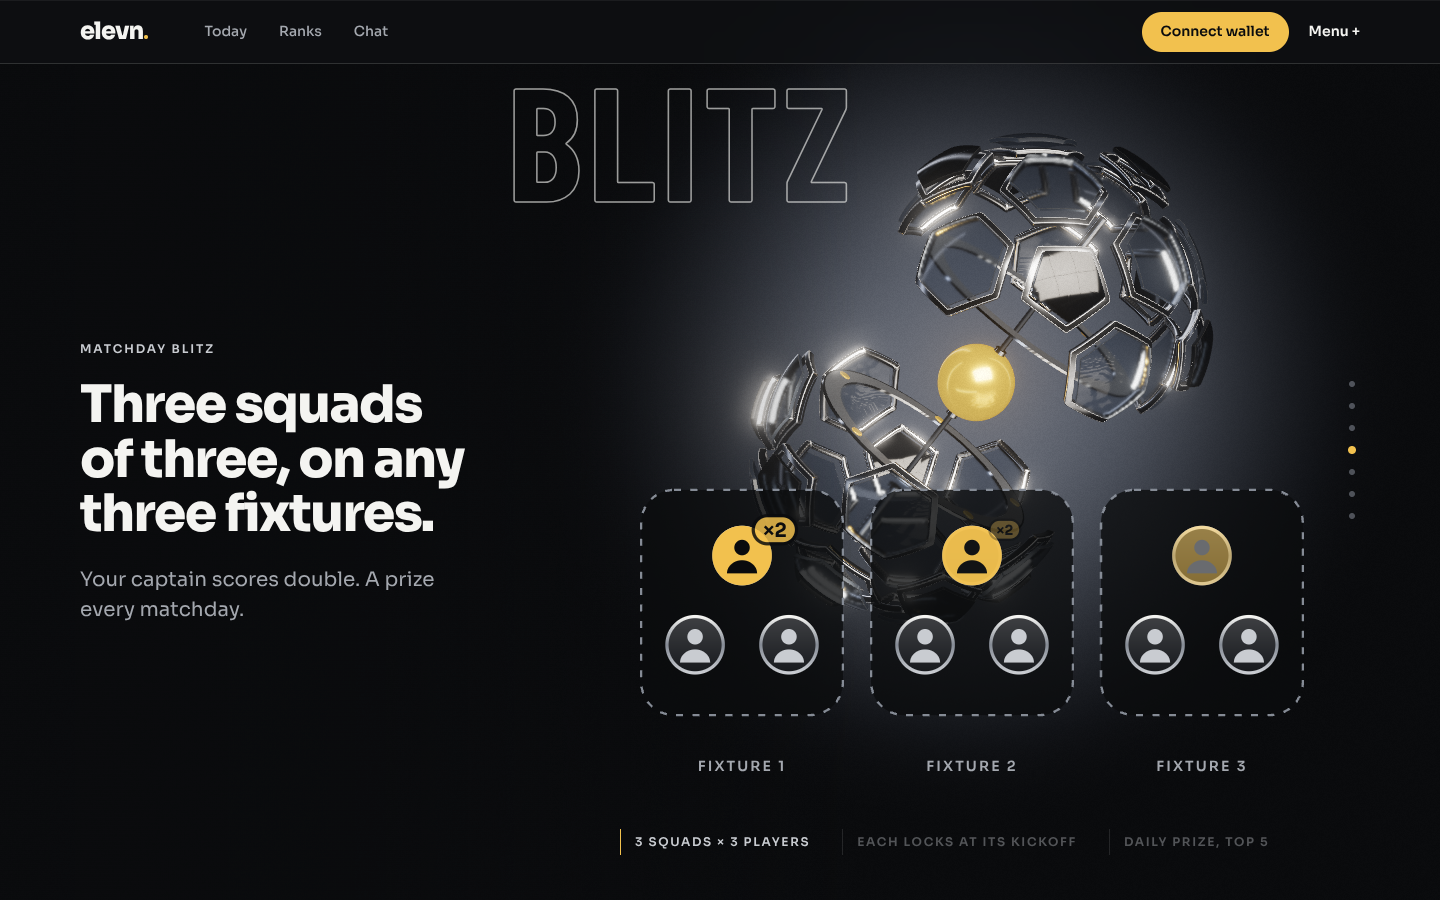 elevn.
Today
Ranks
Chat
Connect wallet
Menu +
BLITZ
MATCHDAY BLITZ
Three squads
of three, on any
three fixtures.
Your captain scores double. A prize
every matchday.
×2
×2
FIXTURE 1
FIXTURE 2
FIXTURE 3
3 SQUADS × 3 PLAYERS
EACH LOCKS AT ITS KICKOFF
DAILY PRIZE, TOP 5